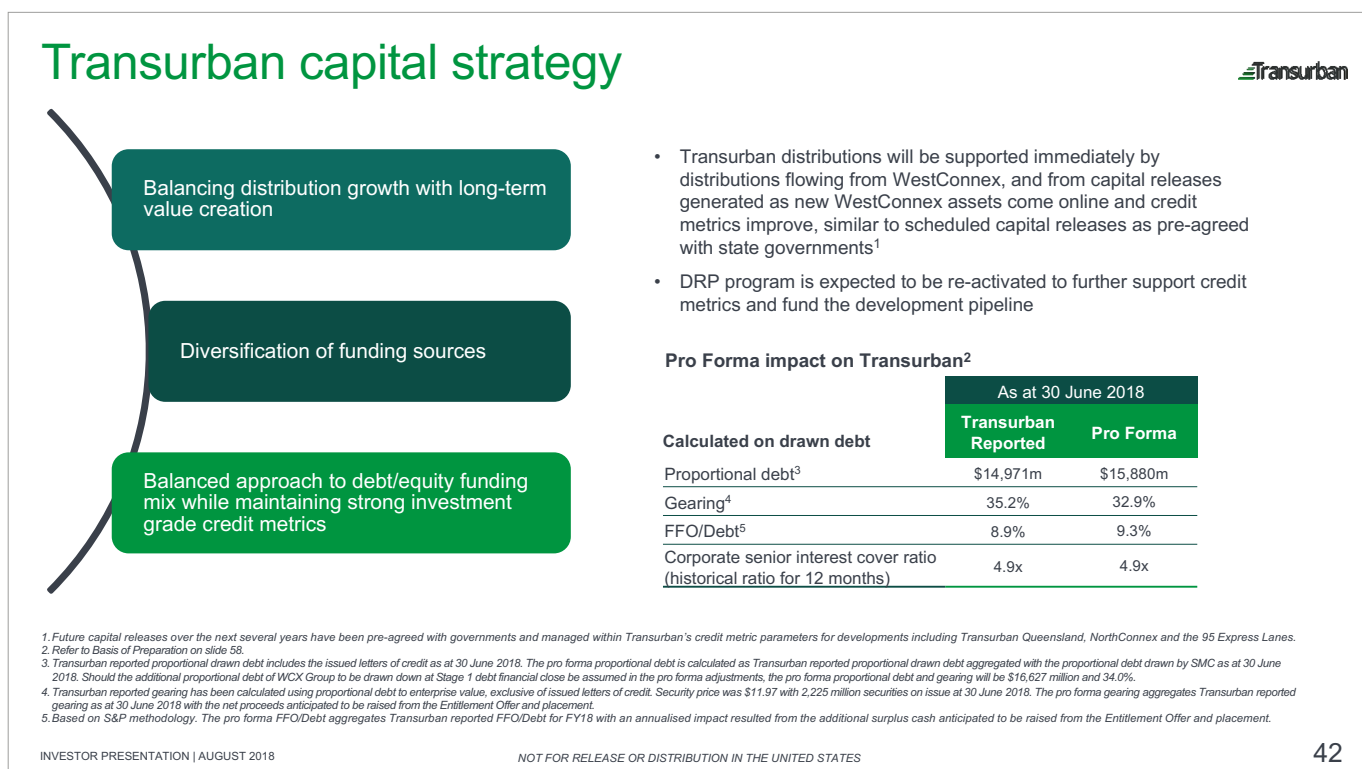 Transurban capital strategy
Transurban
Balancing distribution growth with long-term
value creation
Diversification of funding sources
Balanced approach to debt/equity funding
mix while maintaining strong investment
grade credit metrics
• Transurban distributions will be supported immediately by
distributions flowing from WestConnex, and from capital releases
generated as new WestConnex assets come online and credit
metrics improve, similar to scheduled capital releases as pre-agreed
with state governments1
• DRP program is expected to be re-activated to further support credit
metrics and fund the development pipeline
Pro Forma impact on Transurban2
As at 30 June 2018
Calculated on drawn debt
Transurban
Reported
Pro Forma
Proportional debt3 $14,971m $15,880m
Gearing4 35.2% 32.9%
FFO/Debt5 8.9% 9.3%
Corporate senior interest cover ratio
(historical ratio for 12 months) 4.9x 4.9x
1. Future capital releases over the next several years have been pre-agreed with governments and managed within Transurban's credit metric parameters for developments including Transurban Queensland, NorthConnex and the 95 Express Lanes.
2. Refer to Basis of Preparation on slide 58.
3. Transurban reported proportional drawn debt includes the issued letters of credit as at 30 June 2018. The pro forma proportional debt is calculated as Transurban reported proportional drawn debt aggregated with the proportional debt drawn by SMC as at 30 June
2018. Should the additional proportional debt of WCX Group to be drawn down at Stage 1 debt financial close be assumed in the pro forma adjustments, the pro forma proportional debt and gearing will be $16,627 million and 34.0%.
4. Transurban reported gearing has been calculated using proportional debt to enterprise value, exclusive of issued letters of credit. Security price was $11.97 with 2,225 million securities on issue at 30 June 2018. The pro forma gearing aggregates Transurban reported
gearing as at 30 June 2018 with the net proceeds anticipated to be raised from the Entitlement Offer and placement.
5. Based on S&P methodology. The pro forma FFO/Debt aggregates Transurban reported FFO/Debt for FY18 with an annualised impact resulted from the additional surplus cash anticipated to be raised from the Entitlement Offer and placement.
INVESTOR PRESENTATION | AUGUST 2018
NOT FOR RELEASE OR DISTRIBUTION IN THE UNITED STATES
42